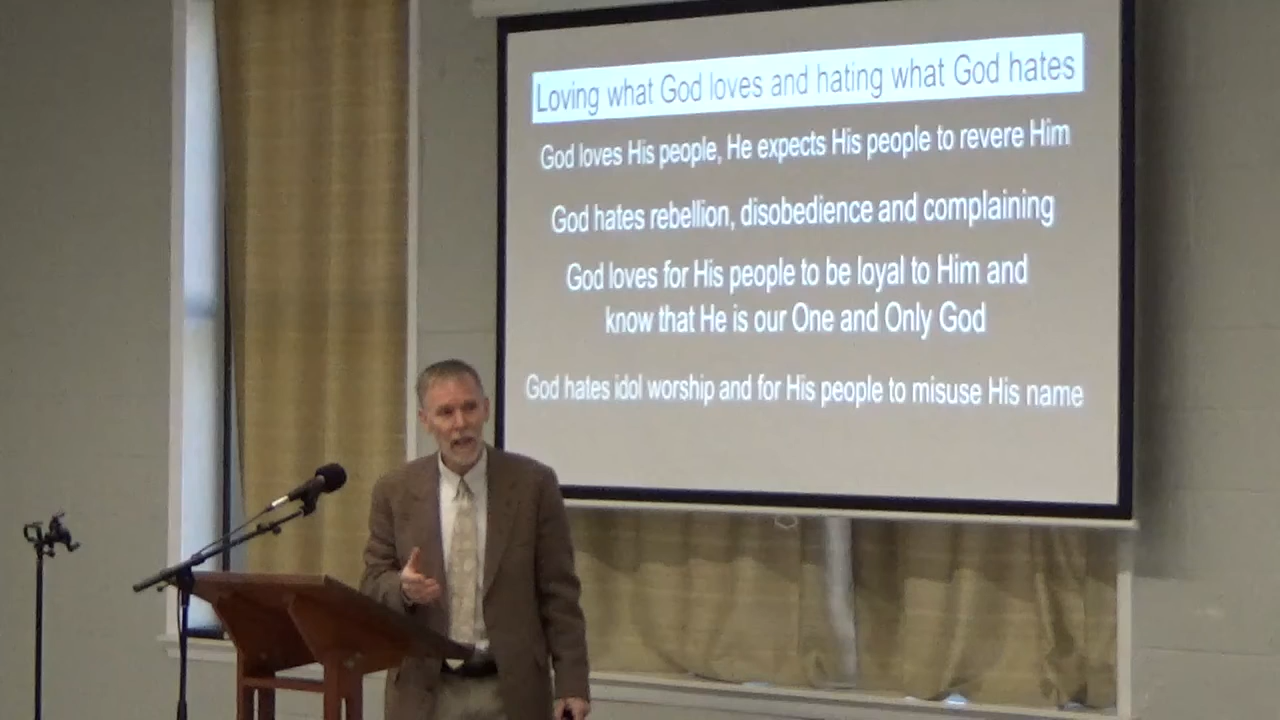 Loving what God loves and hating what God hates
God loves His people, He expects His people to revere Him
God hates rebellion, disobedience and complaining
God loves for His people to be loyal to Him and
know that He is our One and Only God
God hates idol worship and for His people to misuse His name